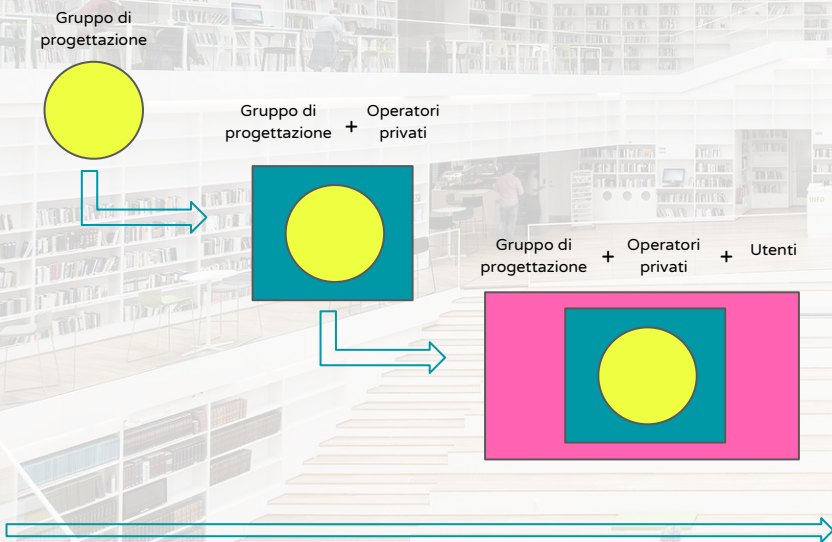 Gruppo di
progettazione
Gruppo di
progettazione
+
Operatori
privati
Gruppo di
progettazione
+
Operatori
privati
+
Utenti